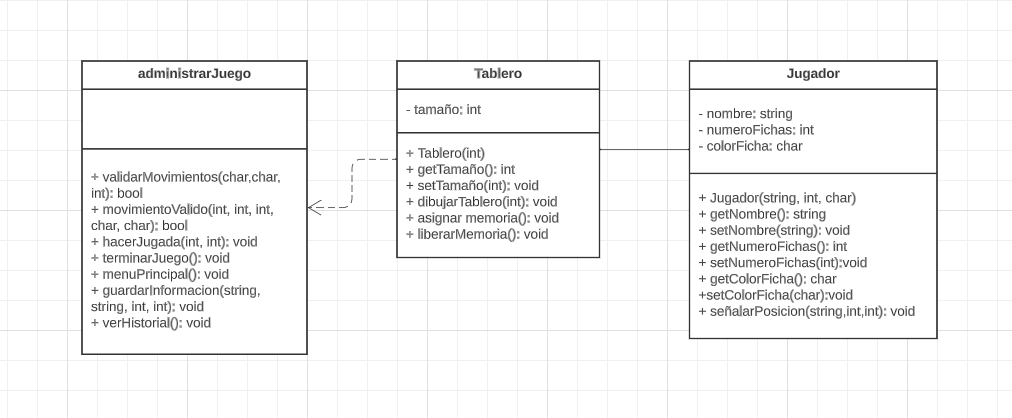 administrarJuego
+ validarMovimientos(char,char,
int): bool
+ movimientoValido(int, int, int,
char, char): bool
+ hacerJugada(int, int): void
+ terminarJuego(): void
+ menuPrincipal(): void
+ guardarInformacion(string,
string, int, int): void
+ verHistorial(): void
Tablero
- tamaño: int
+ Tablero(int)
+ getTamaño(): int
+ setTamaño(int): void
+ dibujarTablero(int): void
+ asignar memoria(): void
+ liberarMemoria(): void
Jugador
- nombre: string
- numeroFichas: int
- colorFicha: char
+ Jugador(string, int, char)
+ getNombre(): string
+ setNombre(string): void
+ getNumeroFichas(): int
+ setNumeroFichas(int):void
+ getColorFicha(): char
+setColorFicha(char):void
+ señalarPosicion(string,int,int): void